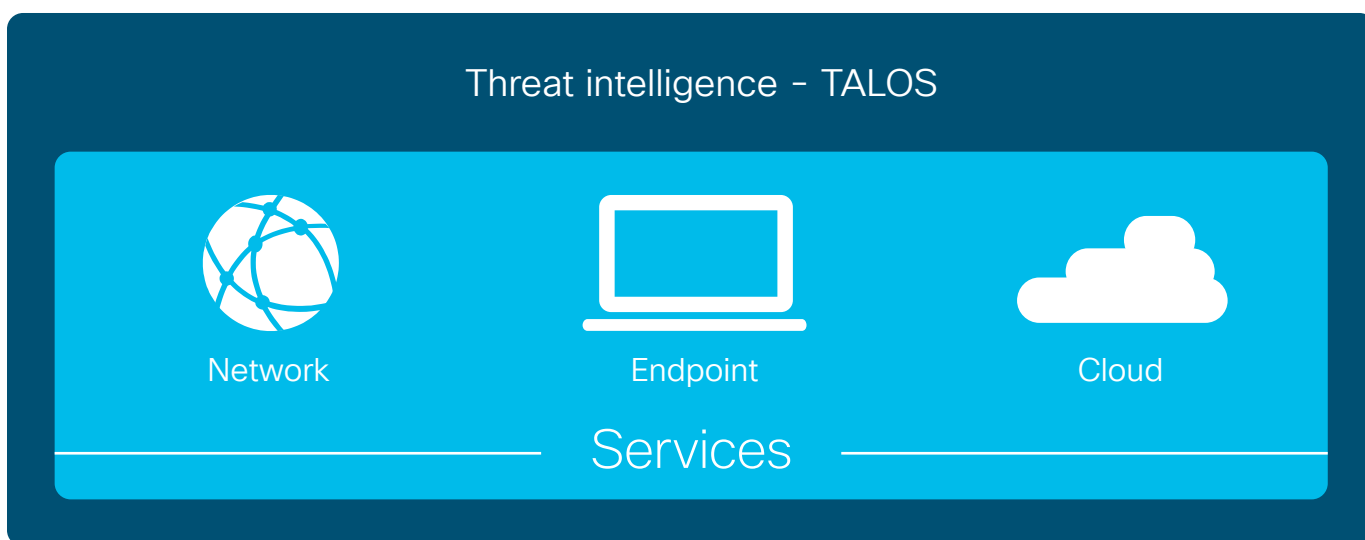 Threat intelligence - TALOS
Network Endpoint Cloud
Services